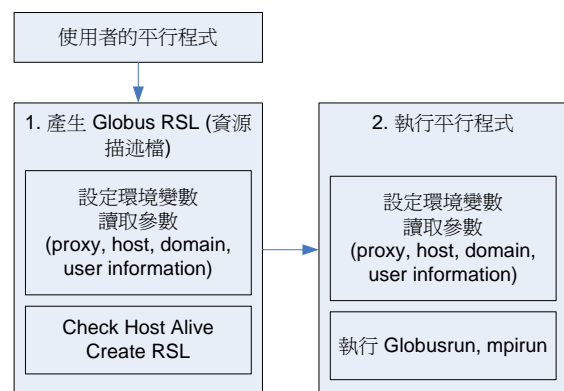 使用者的平行程式
1. 產生 Globus RSL (資源
描述檔)
設定環境變數
讀取參數
(proxy, host, domain,
user information)
Check Host Alive
Create RSL
2. 執行平行程式
設定環境變數
讀取參數
(proxy, host, domain,
user information)
執行 Globusrun, mpirun